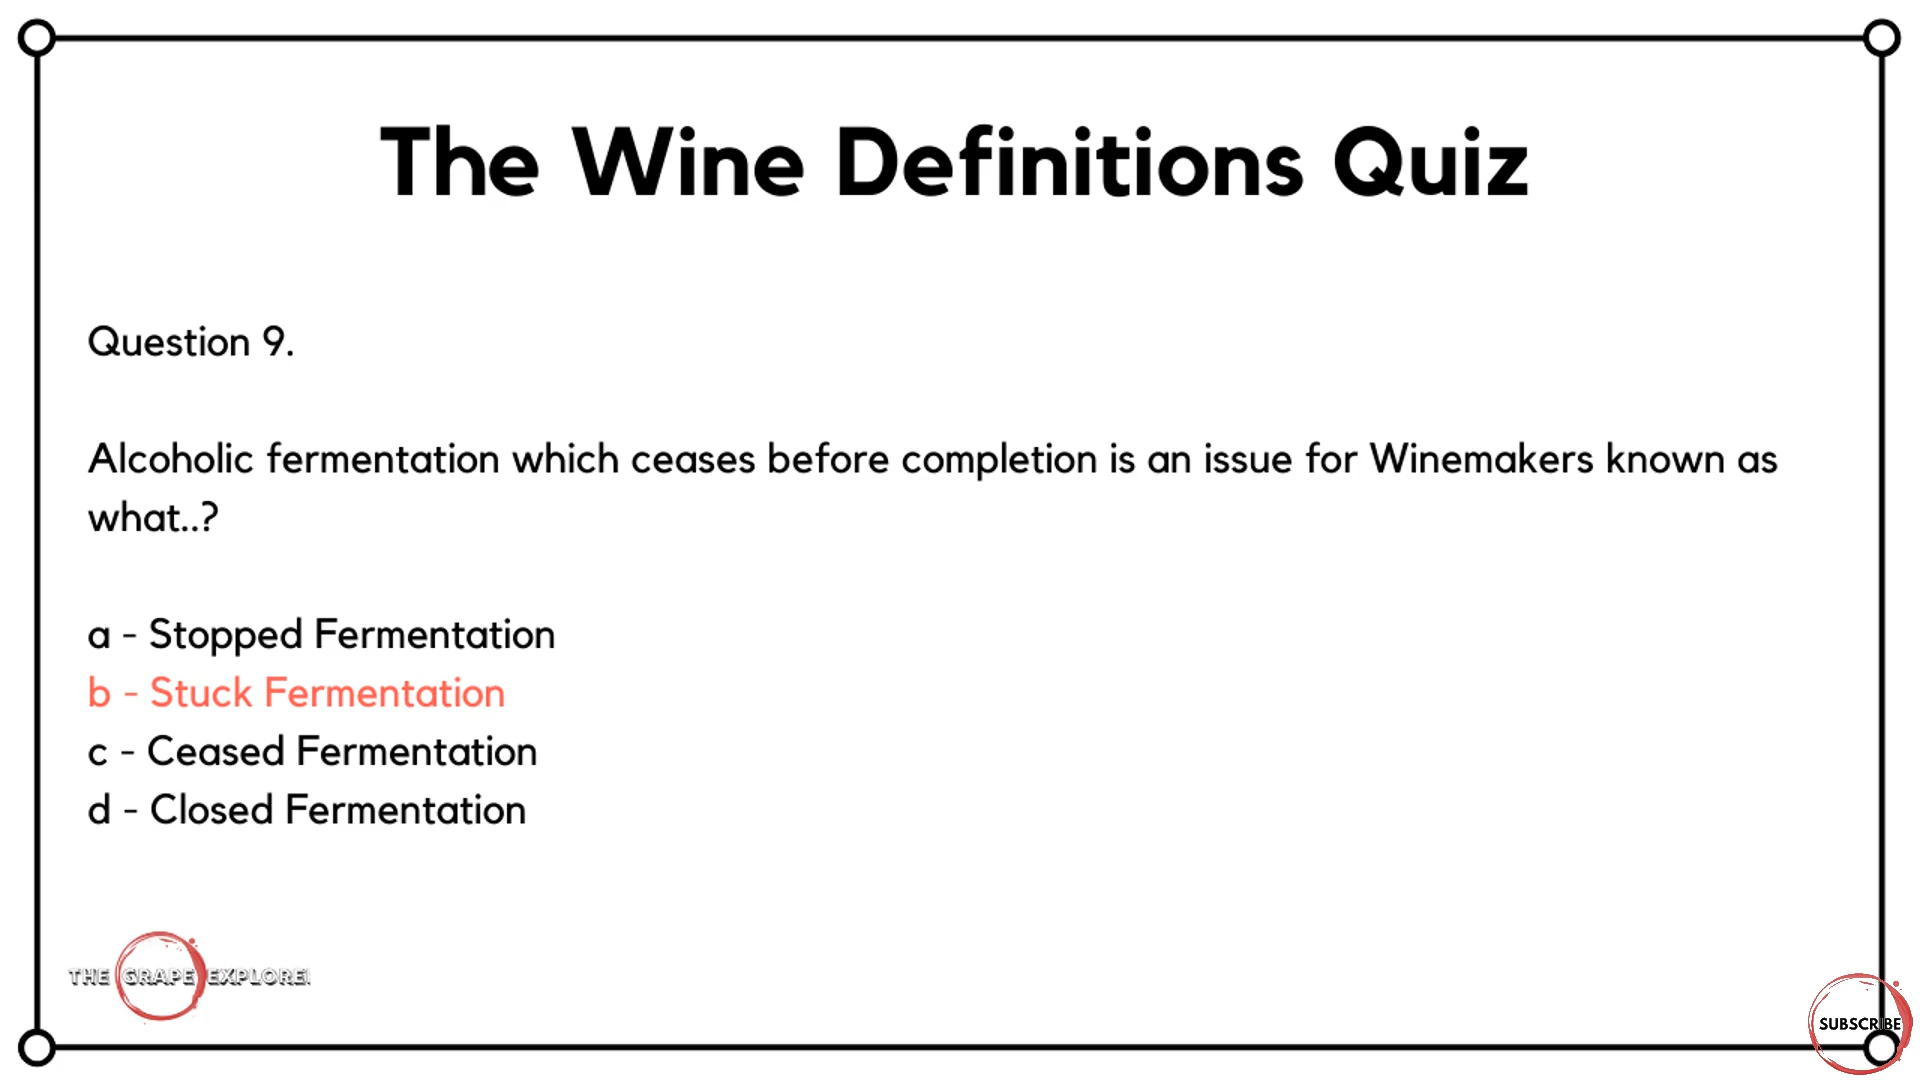 The Wine Definitions Quiz
Question 9.
Alcoholic fermentation which ceases before completion is an issue for Winemakers known as
what..?
a - Stopped Fermentation
b - Stuck Fermentation
c - Ceased Fermentation
d - Closed Fermentation
THE GRAPE EXPLORE
SUBSCRIBE